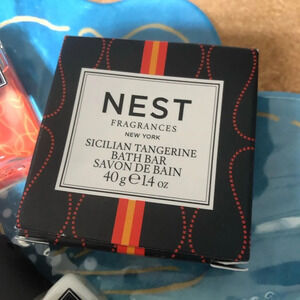 NEST
FRAGRANCES
NEW YORK
SICILIAN TANGERINE
BATH BAR
SAVON DE BAIN
40 g ℮ 1.4 oz